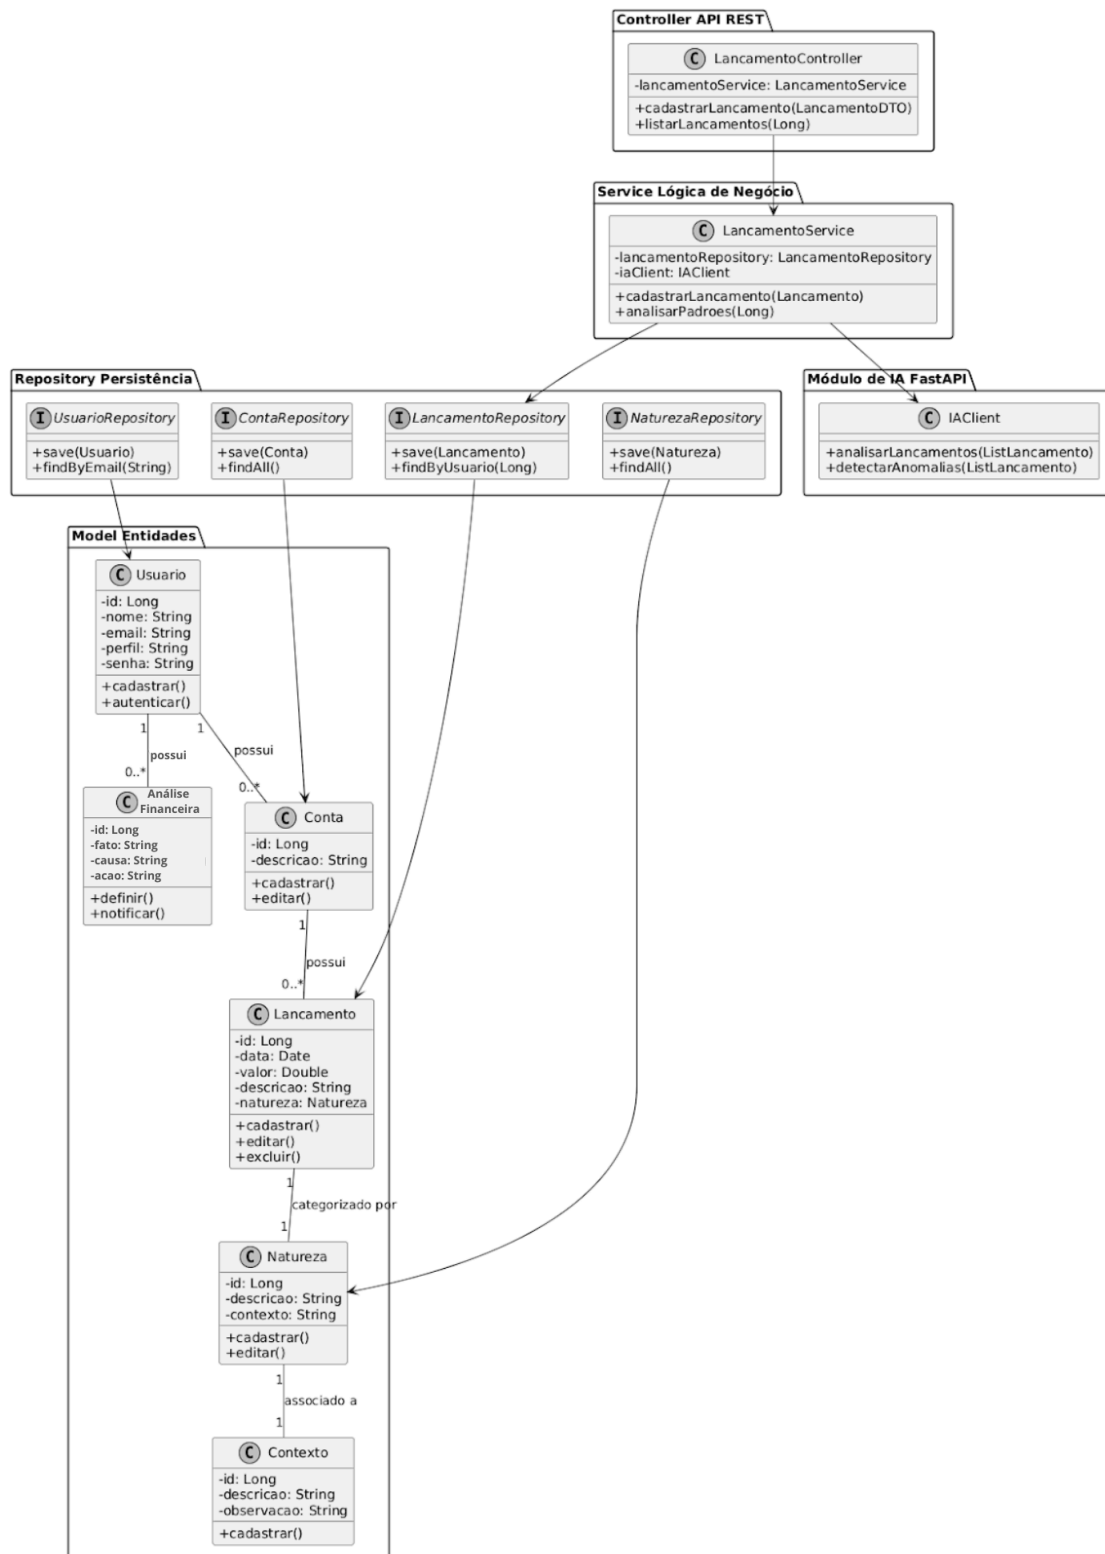 Controller API REST
C LancamentoController
-lancamentoService: LancamentoService
+cadastrarLancamento(LancamentoDTO)
+listarLancamentos(Long)
Service Lógica de Negócio
C LancamentoService
-lancamentoRepository: LancamentoRepository
-iaClient: IAClient
+cadastrarLancamento(Lancamento)
+analisarPadroes(Long)
Repository Persistência
I UsuarioRepository
+save(Usuario)
+findByEmail(String)
I ContaRepository
+save(Conta)
+findAll()
I LancamentoRepository
+save(Lancamento)
+findByUsuario(Long)
I NaturezaRepository
+save(Natureza)
+findAll()
Módulo de IA FastAPI
C IAClient
+analisarLancamentos(ListLancamento)
+detectarAnomalias(ListLancamento)
Model Entidades
C Usuario
-id: Long
-nome: String
-email: String
-perfil: String
-senha: String
+cadastrar()
+autenticar()
1
possui
0..*
1
possui
0..*
C Análise
Financeira
-id: Long
-fato: String
-causa: String
-acao: String
+definir()
+notificar()
C Conta
-id: Long
-descricao: String
+cadastrar()
+editar()
1
possui
0..*
C Lancamento
-id: Long
-data: Date
-valor: Double
-descricao: String
-natureza: Natureza
+cadastrar()
+editar()
+excluir()
1
categorizado por
1
C Natureza
-id: Long
-descricao: String
-contexto: String
+cadastrar()
+editar()
1
associado a
1
C Contexto
-id: Long
-descricao: String
-observacao: String
+cadastrar()